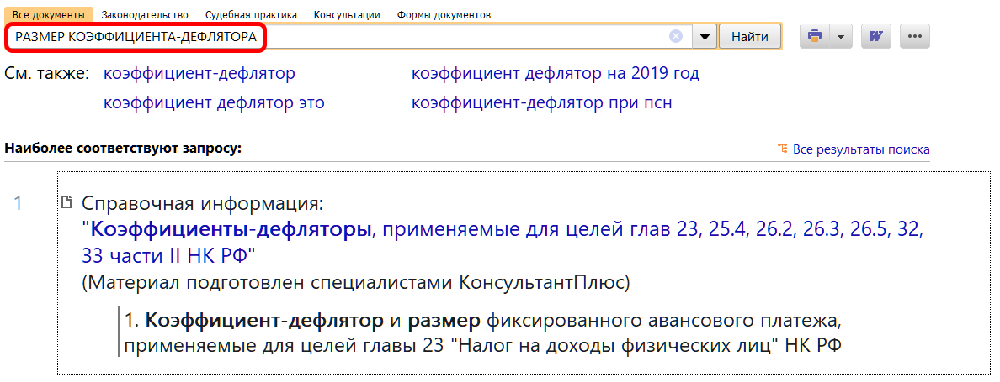 Все документы Законодательство Судебная практика Консультации Формы документов
РАЗМЕР КОЭФФИЦИЕНТА-ДЕФЛЯТОРА Найти W
См. также: коэффициент-дефлятор коэффициент дефлятор на 2019 год
коэффициент дефлятор это коэффициент-дефлятор при псн
Наиболее соответствуют запросу: Все результаты поиска
1 Справочная информация:
"Коэффициенты-дефляторы, применяемые для целей глав 23, 25.4, 26.2, 26.3, 26.5, 32,
33 части II НК РФ"
(Материал подготовлен специалистами КонсультантПлюс)
1. Коэффициент-дефлятор и размер фиксированного авансового платежа,
применяемые для целей главы 23 "Налог на доходы физических лиц" НК РФ